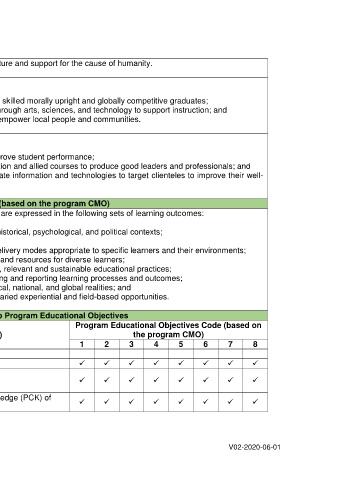 ture and support for the cause of humanity.
skilled morally upright and globally competitive graduates;
hrough arts, sciences, and technology to support instruction; and
empower local people and communities.
rove student performance;
tion and allied courses to produce good leaders and professionals; and
ate information and technologies to target clienteles to improve their well-
(based on the program CMO)
are expressed in the following sets of learning outcomes:
historical, psychological, and political contexts;
elivery modes appropriate to specific learners and their environments;
and resources for diverse learners;
, relevant and sustainable educational practices;
ng and reporting learning processes and outcomes;
cal, national, and global realities; and
aried experiential and field-based opportunities.
o Program Educational Objectives
Program Educational Objectives Code (based on
the program CMO)
)
1 2 3 4 5 6 7 8
✓ ✓ ✓ ✓ ✓ ✓ ✓ ✓
✓ ✓ ✓ ✓ ✓ ✓ ✓ ✓
edge (PCK) of
✓ ✓ ✓ ✓ ✓ ✓ ✓ ✓
V02-2020-06-01